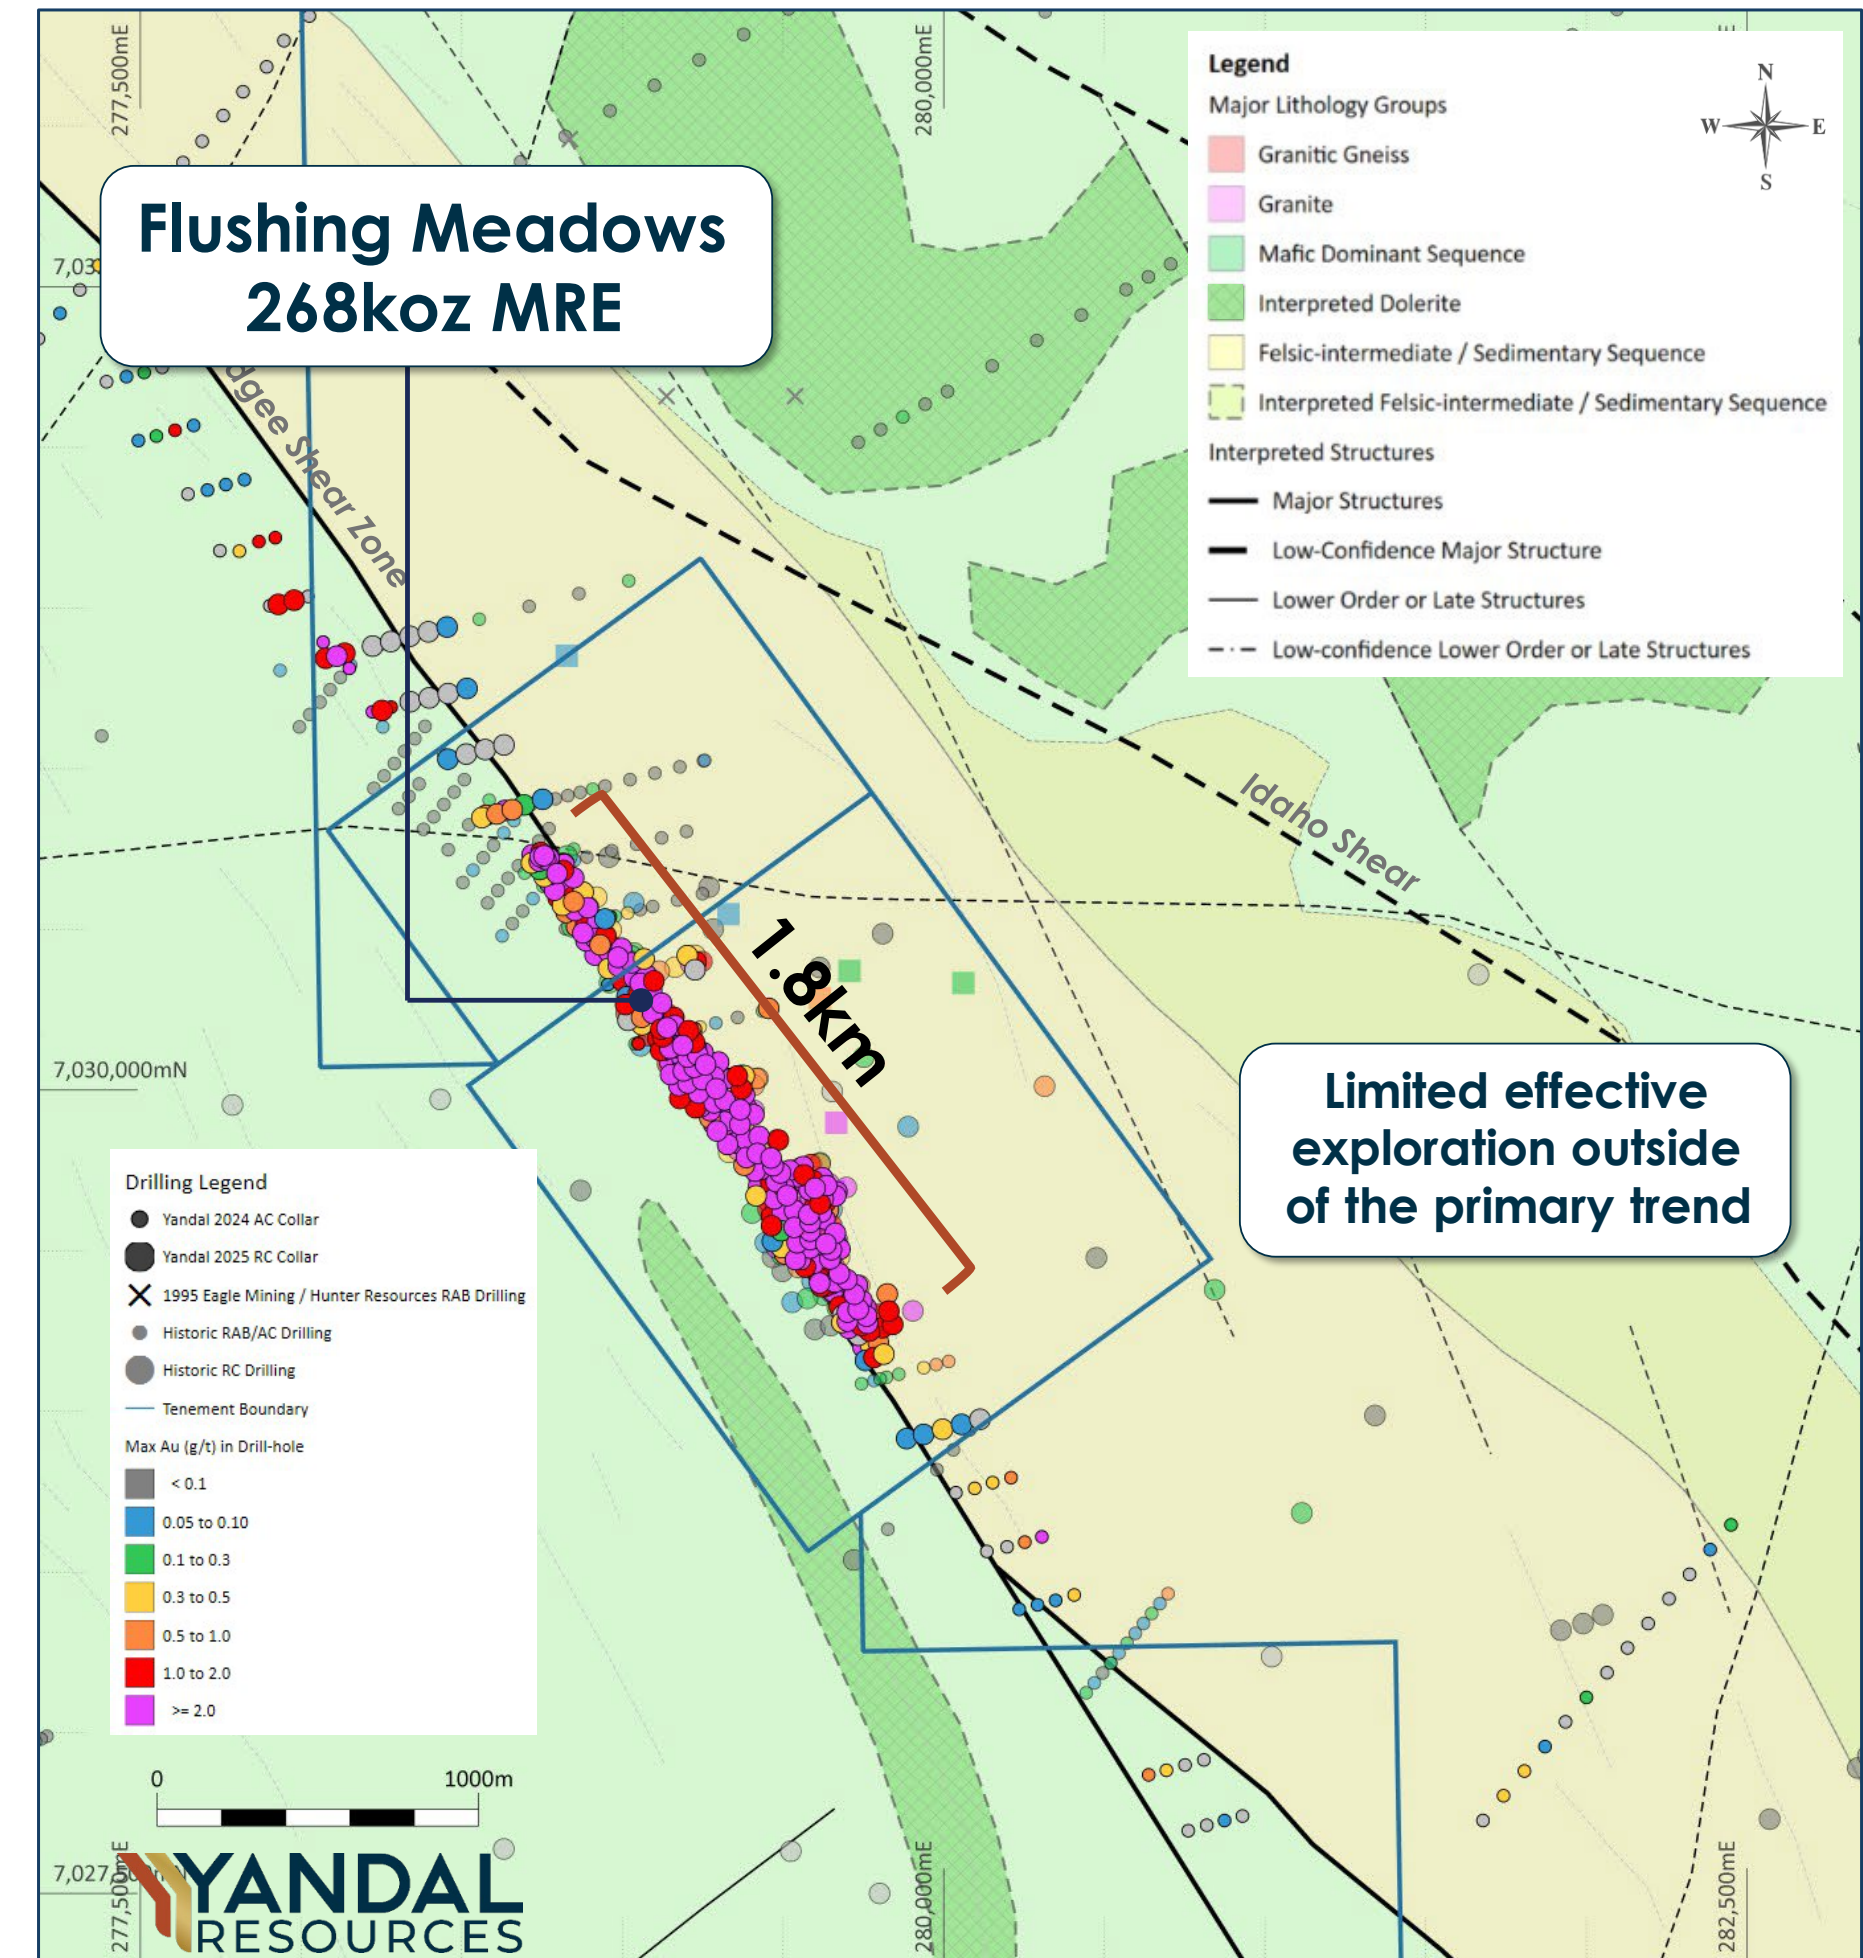 277,500mE
280,000mE
Flushing Meadows
268koz MRE
7,03
dgee Shear Zone
Legend
Major Lithology Groups
Granitic Gneiss
Granite
Mafic Dominant Sequence
Interpreted Dolerite
Felsic-intermediate / Sedimentary Sequence
Interpreted Felsic-intermediate / Sedimentary Sequence
Interpreted Structures
Major Structures
Low-Confidence Major Structure
Lower Order or Late Structures
Low-confidence Lower Order or Late Structures
N
W E
S
Idaho Shear
1.8km
7,030,000mN
Limited effective
exploration outside
of the primary trend
Drilling Legend
Yandal 2024 AC Collar
Yandal 2025 RC Collar
1995 Eagle Mining / Hunter Resources RAB Drilling
Historic RAB/AC Drilling
Historic RC Drilling
Tenement Boundary
Max Au (g/t) in Drill-hole
< 0.1
0.05 to 0.10
0.1 to 0.3
0.3 to 0.5
0.5 to 1.0
1.0 to 2.0
>= 2.0
0 1000m
277,500mE
280,000mE
282,500mE
YANDAL
RESOURCES